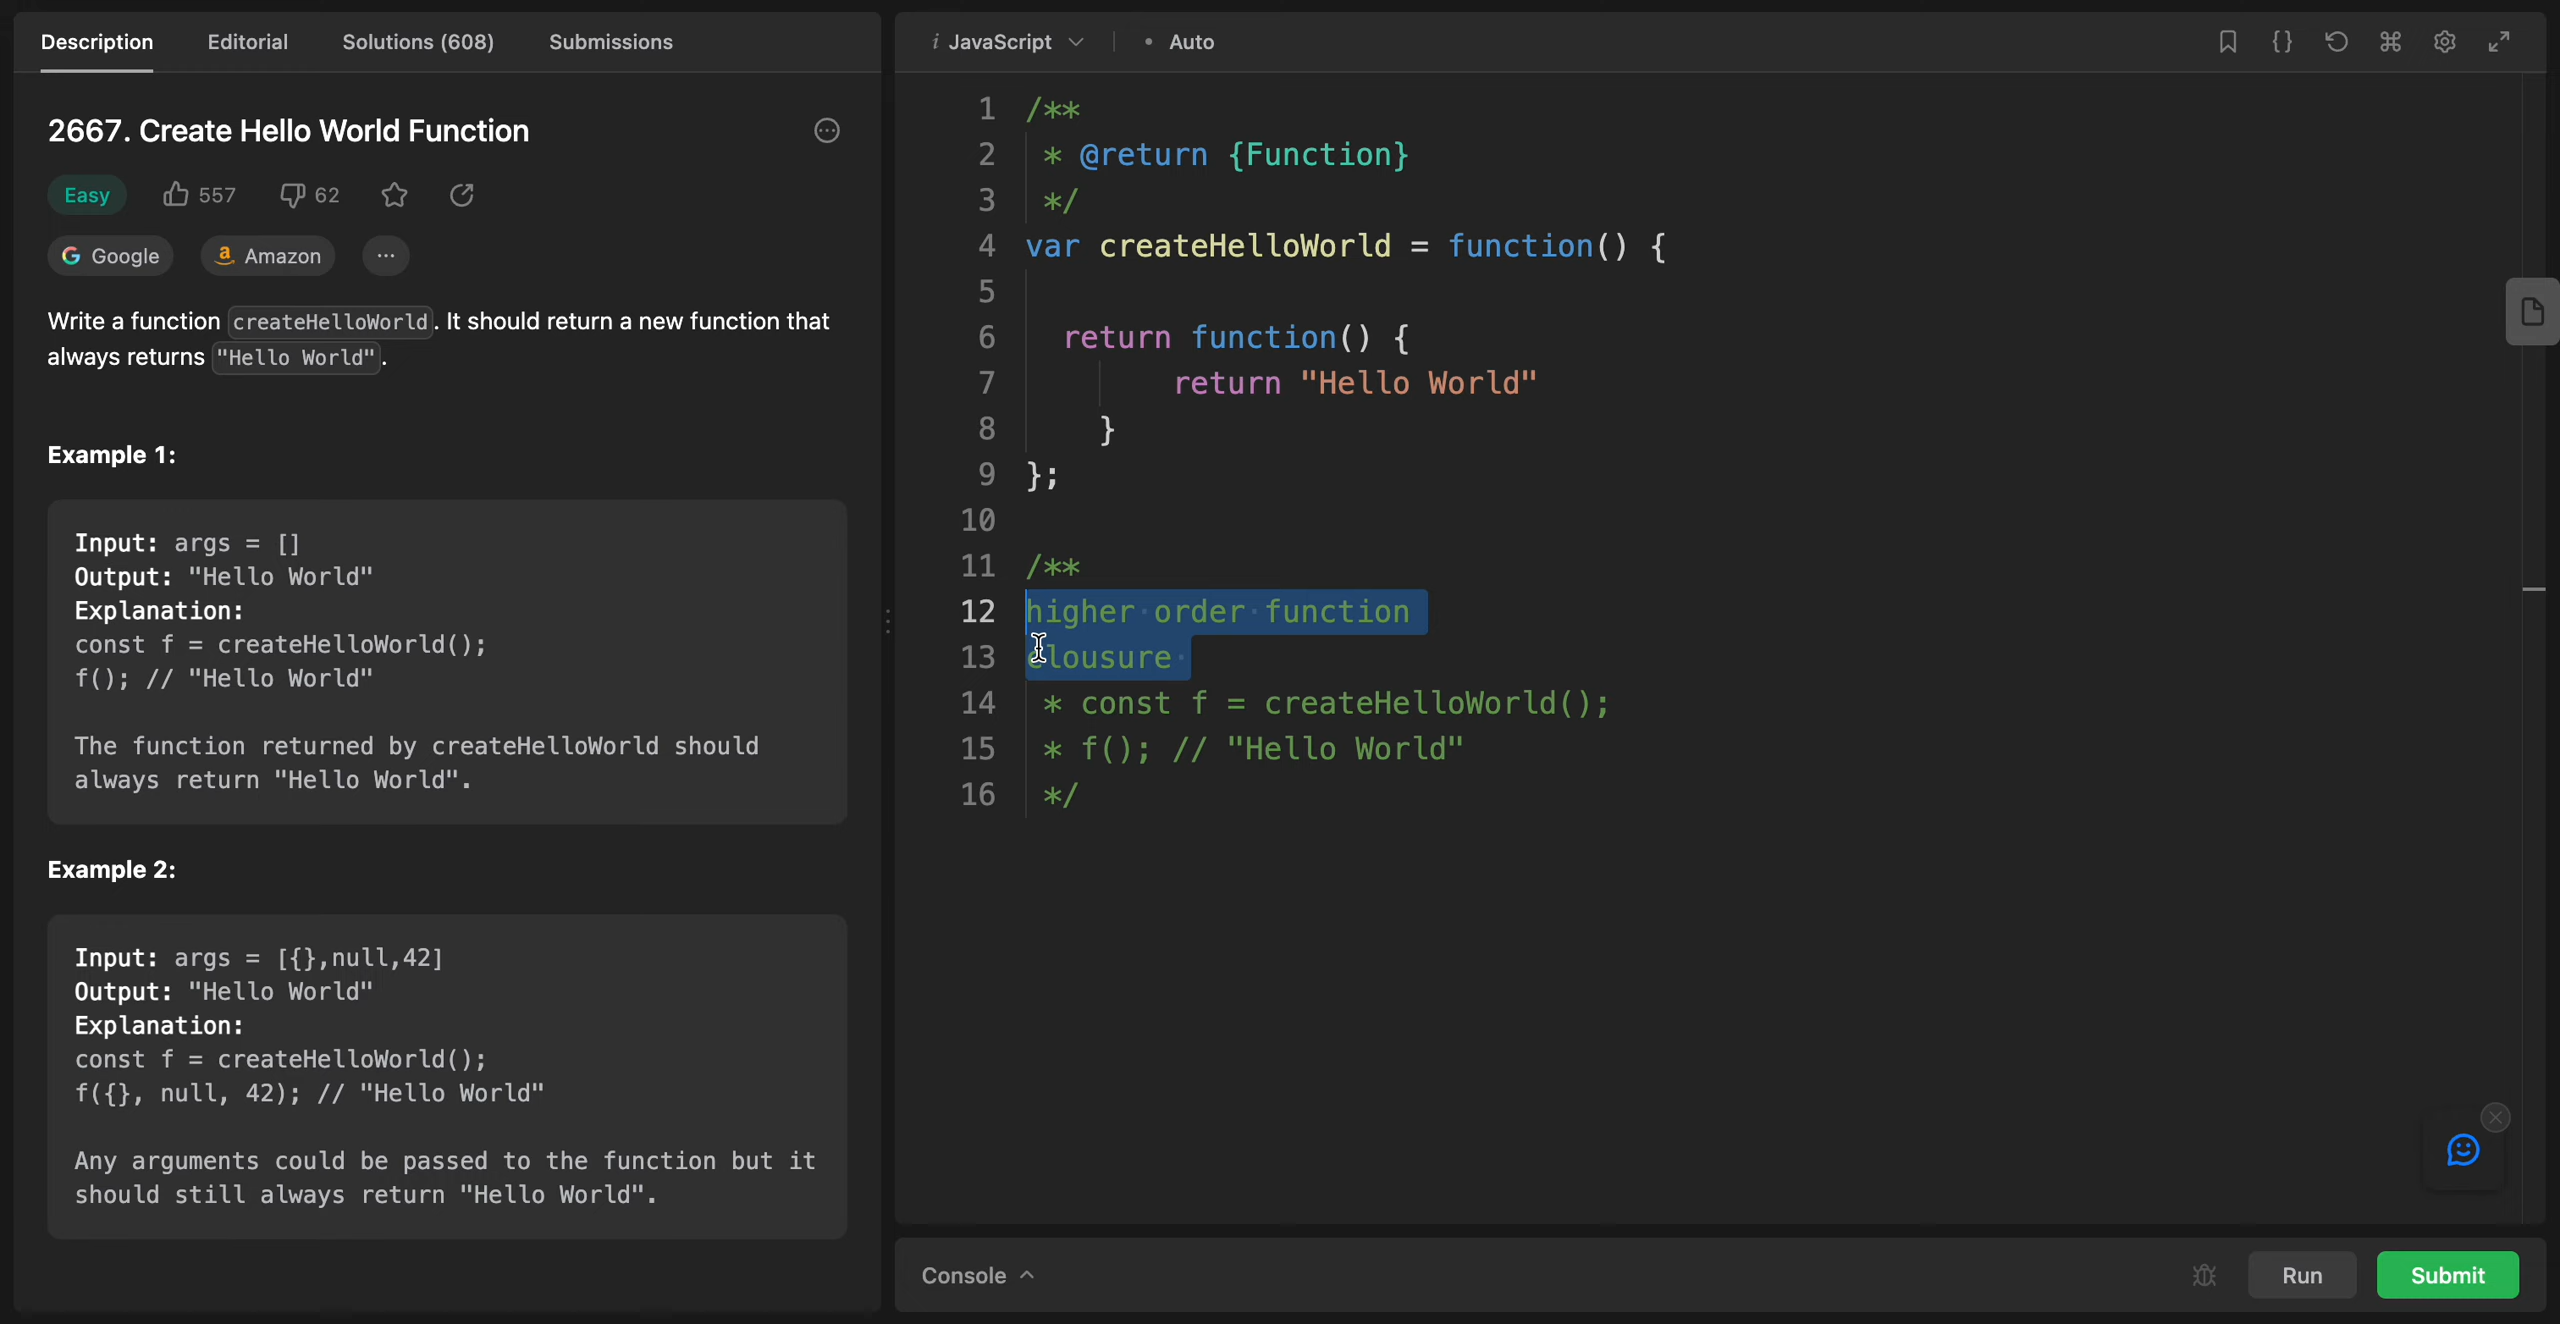 Description Editorial Solutions (608) Submissions
2667. Create Hello World Function
Easy 557 62
Google Amazon
Write a function createHelloWorld. It should return a new function that
always returns "Hello World".
Example 1:
Input: args = []
Output: "Hello World"
Explanation:
const f = createHelloWorld();
f(); // "Hello World"
The function returned by createHelloWorld should
always return "Hello World".
Example 2:
Input: args = [{},null,42]
Output: "Hello World"
Explanation:
const f = createHelloWorld();
f({}, null, 42); // "Hello World"
Any arguments could be passed to the function but it
should still always return "Hello World".
i JavaScript • Auto
1 /**
2 * @return {Function}
3 */
4 var createHelloWorld = function() {
5
6 return function() {
7 return "Hello World"
8 }
9 };
10
11 /**
12 higher order function
13 clousure
14 * const f = createHelloWorld();
15 * f(); // "Hello World"
16 */
Console Run Submit